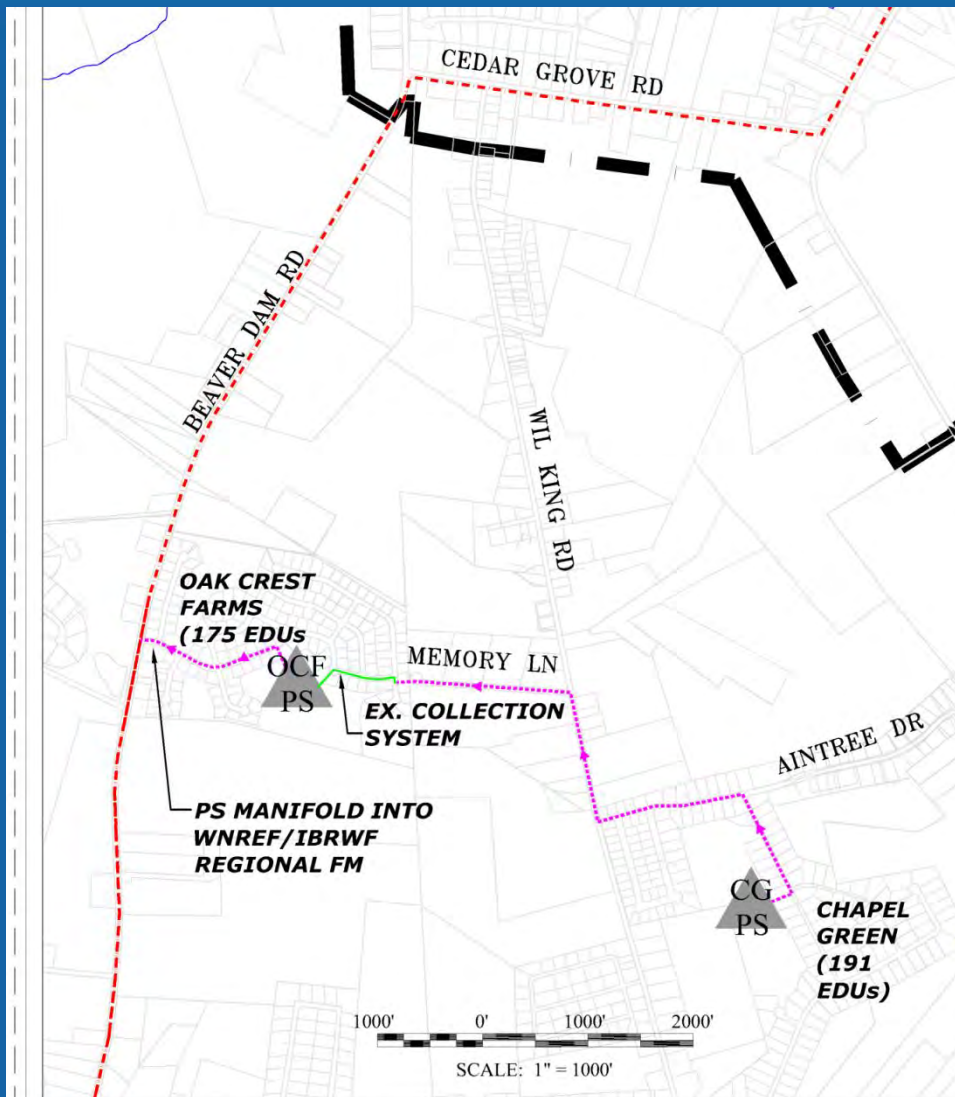 CEDAR GROVE RD
BEAVER DAM RD
WIL KING RD
OAK CREST
FARMS
(175 EDUs
OCF
PS
MEMORY LN
EX. COLLECTION
SYSTEM
AINTREE DR
PS MANIFOLD INTO
WNREF/IBRWF
REGIONAL FM
CG
PS
CHAPEL
GREEN
(191
EDUs)
1000' 0' 1000' 2000'
SCALE: 1" = 1000'